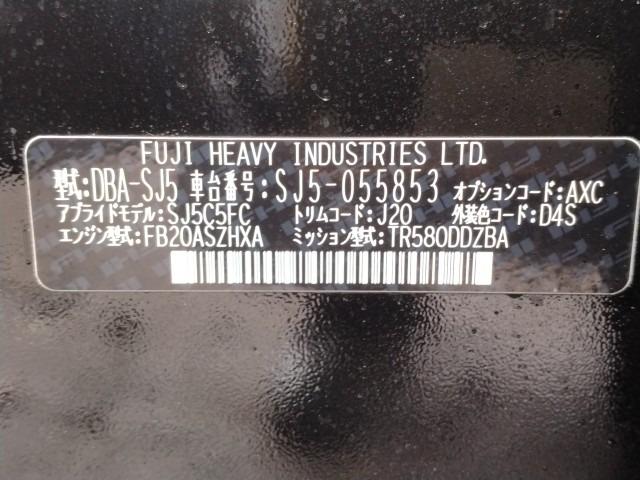 FUJI HEAVY INDUSTRIES LTD.
型式:DBA-SJ5 車台番号:SJ5-055853 オプションコード:AXC
アプライドモデル:SJ5C5FC トリムコード:J20 外装色コード:D4S
エンジン型式:FB20ASZHXA ミッション型式:TR580DDZBA